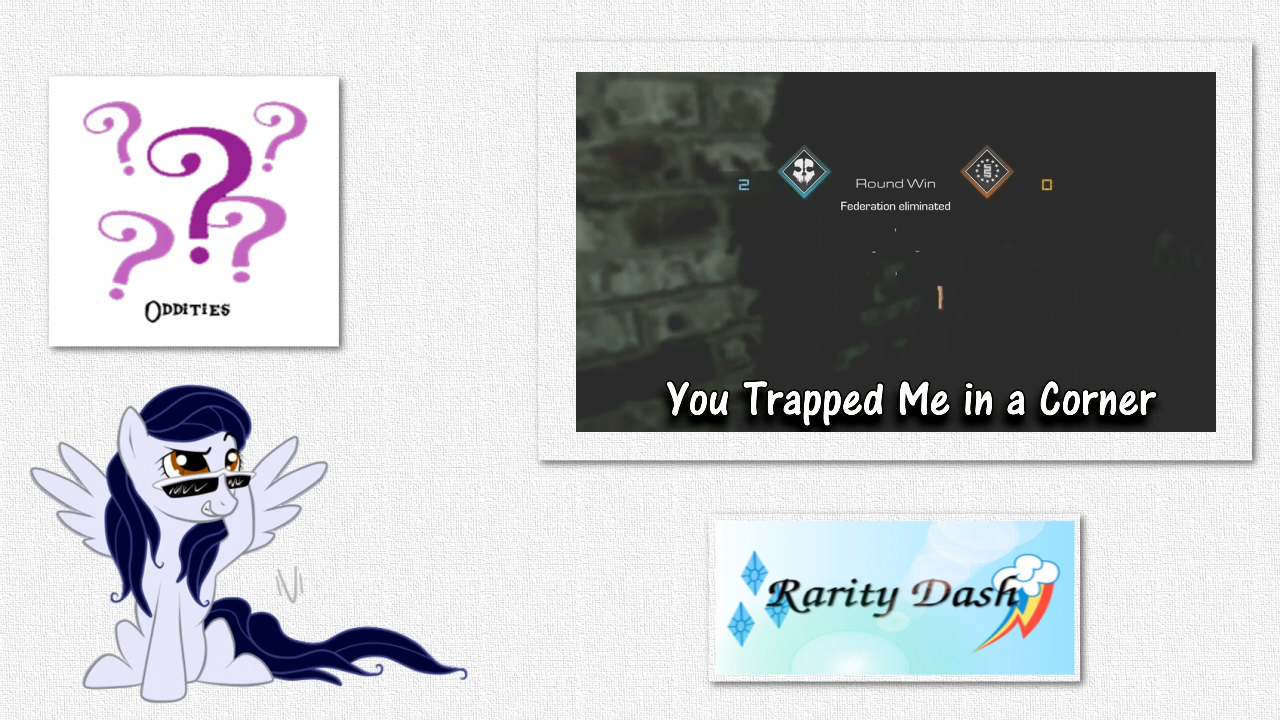 Oddities
2
Round Win
0
Federation eliminated
You Trapped Me in a Corner
Rarity Dash